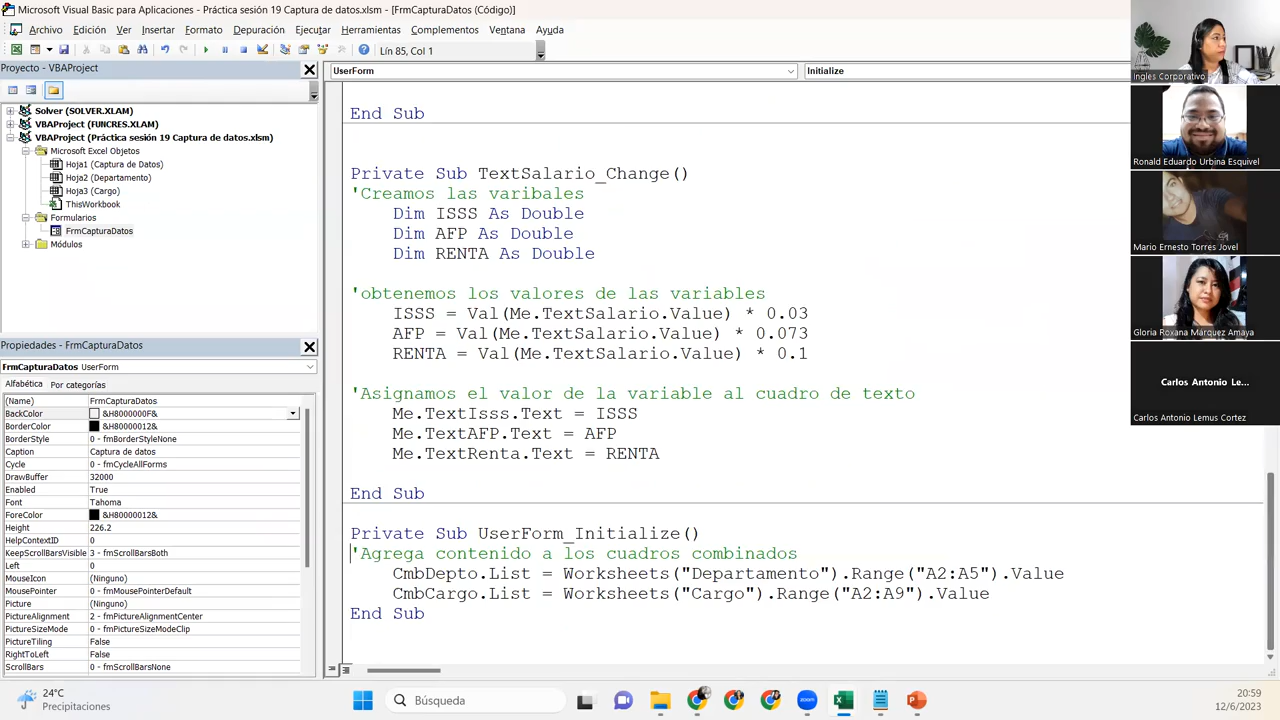 Microsoft Visual Basic para Aplicaciones - Práctica sesión 19 Captura de datos.xlsm - [FrmCapturaDatos (Código)]
Archivo Edición Ver Insertar Formato Depuración Ejecutar Herramientas Complementos Ventana Ayuda
Lín 85, Col 1
Proyecto - VBAProject
Solver (SOLVER.XLAM)
VBAProject (FUNCRES.XLAM)
VBAProject (Práctica sesión 19 Captura de datos.xlsm)
Microsoft Excel Objetos
Hoja1 (Captura de Datos)
Hoja2 (Departamento)
Hoja3 (Cargo)
ThisWorkbook
Formularios
FrmCapturaDatos
Módulos
Propiedades - FrmCapturaDatos
FrmCapturaDatos UserForm
Alfabética Por categorías
(Name) FrmCapturaDatos
BackColor &H8000000F&
BorderColor &H80000012&
BorderStyle 0 - fmBorderStyleNone
Caption Captura de datos
Cycle 0 - fmCycleAllForms
DrawBuffer 32000
Enabled True
Font Tahoma
ForeColor &H80000012&
Height 226.2
HelpContextID 0
KeepScrollBarsVisible 3 - fmScrollBarsBoth
Left 0
MouseIcon (Ninguno)
MousePointer 0 - fmMousePointerDefault
Picture (Ninguno)
PictureAlignment 2 - fmPictureAlignmentCenter
PictureSizeMode 0 - fmPictureSizeModeClip
PictureTiling False
RightToLeft False
ScrollBars 0 - fmScrollBarsNone
UserForm Initialize
End Sub
Private Sub TextSalario_Change()
'Creamos las varibales
Dim ISSS As Double
Dim AFP As Double
Dim RENTA As Double
'obtenemos los valores de las variables
ISSS = Val(Me.TextSalario.Value) * 0.03
AFP = Val(Me.TextSalario.Value) * 0.073
RENTA = Val(Me.TextSalario.Value) * 0.1
'Asignamos el valor de la variable al cuadro de texto
Me.TextIsss.Text = ISSS
Me.TextAFP.Text = AFP
Me.TextRenta.Text = RENTA
End Sub
Private Sub UserForm_Initialize()
'Agrega contenido a los cuadros combinados
CmbDepto.List = Worksheets("Departamento").Range("A2:A5").Value
CmbCargo.List = Worksheets("Cargo").Range("A2:A9").Value
End Sub
Ingles Corporativo
Ronald Eduardo Urbina Esquivel
Mario Ernesto Torres Jovel
Gloria Roxana Marquez Amaya
Carlos Antonio Le...
Carlos Antonio Lemus Cortez
24°C
Precipitaciones
Búsqueda
zoom
20:59
12/6/2023